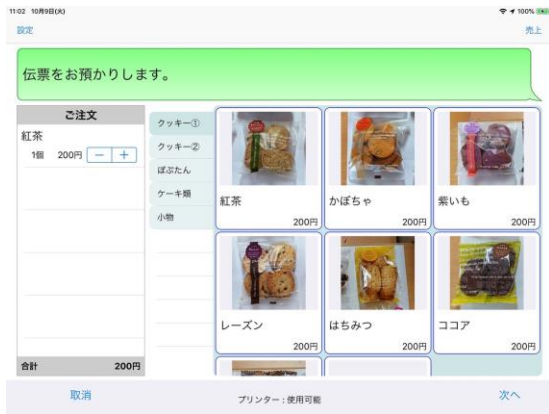 11:02 10月9日(火)
100%
設定
売上
伝票をお預かりします。
ご注文
紅茶
1個 200円 − +
合計 200円
クッキー①
クッキー②
ぽぷたん
ケーキ類
小物
紅茶
200円
かぼちゃ
200円
紫いも
200円
レーズン
200円
はちみつ
200円
ココア
200円
取消
プリンター : 使用可能
次へ